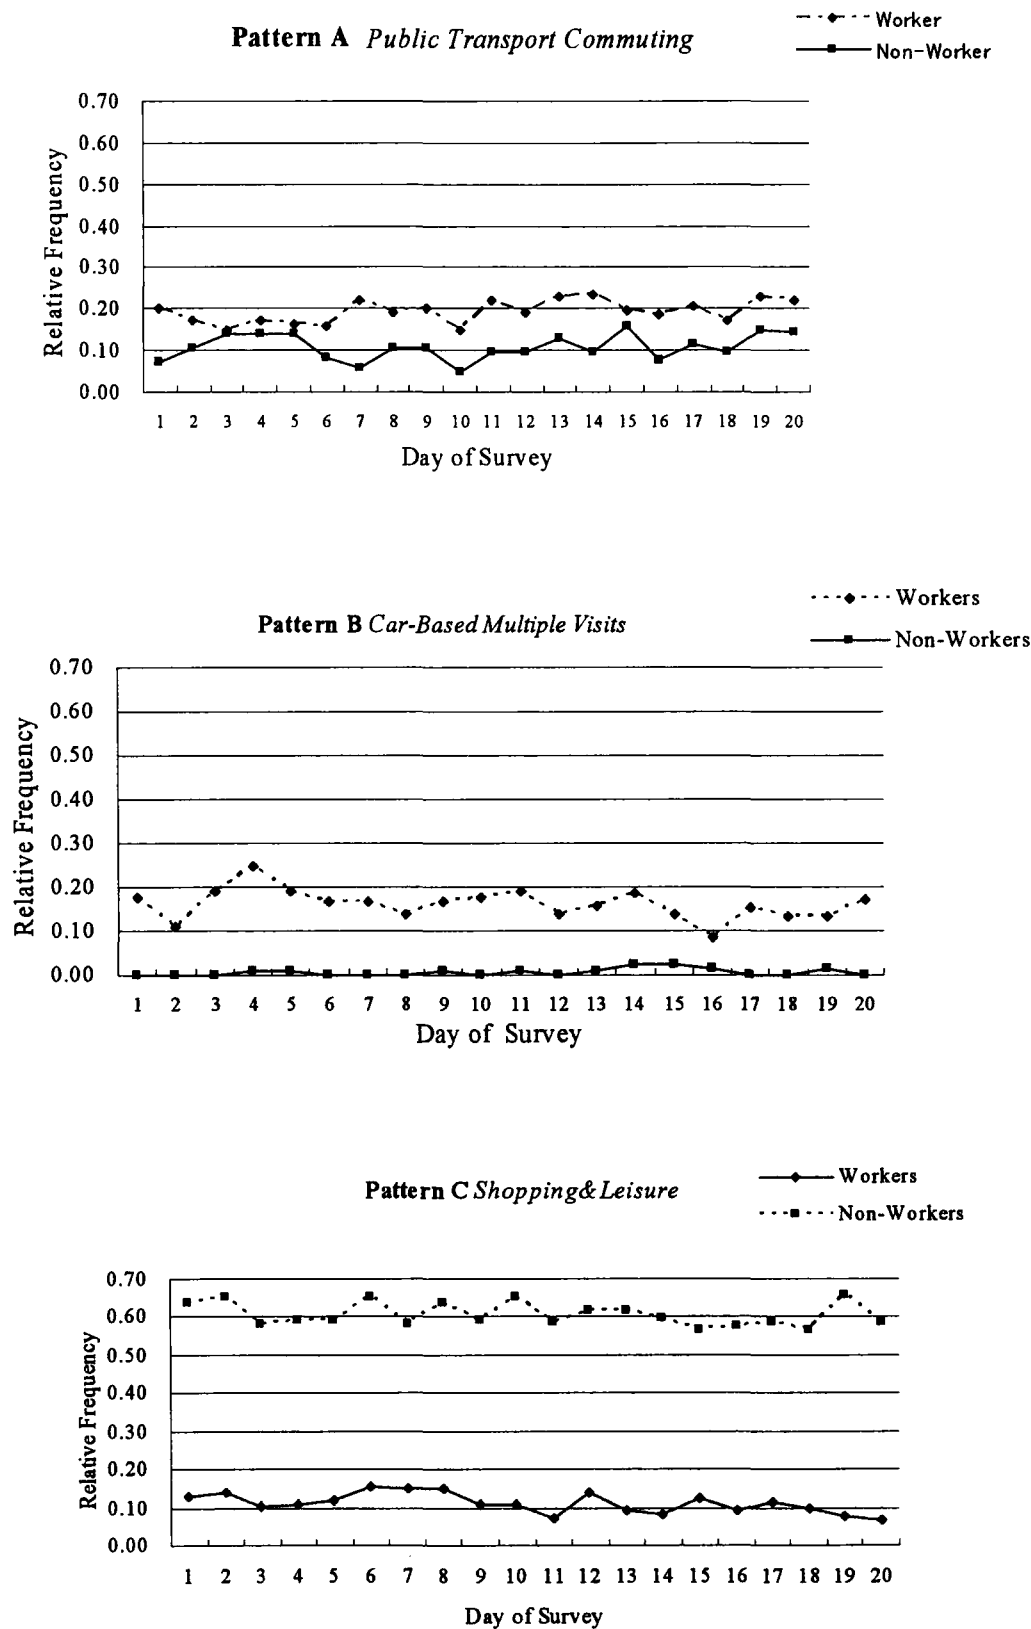 Pattern A Public Transport Commuting
Worker
Non-Worker
0.70
0.60
0.50
0.40
0.30
0.20
0.10
0.00
Relative Frequency
1 2 3 4 5 6 7 8 9 10 11 12 13 14 15 16 17 18 19 20
Day of Survey
Pattern B Car-Based Multiple Visits
Workers
Non-Workers
0.70
0.60
0.50
0.40
0.30
0.20
0.10
0.00
Relative Frequency
1 2 3 4 5 6 7 8 9 10 11 12 13 14 15 16 17 18 19 20
Day of Survey
Pattern C Shopping&Leisure
Workers
Non-Workers
0.70
0.60
0.50
0.40
0.30
0.20
0.10
0.00
Relative Frequency
1 2 3 4 5 6 7 8 9 10 11 12 13 14 15 16 17 18 19 20
Day of Survey